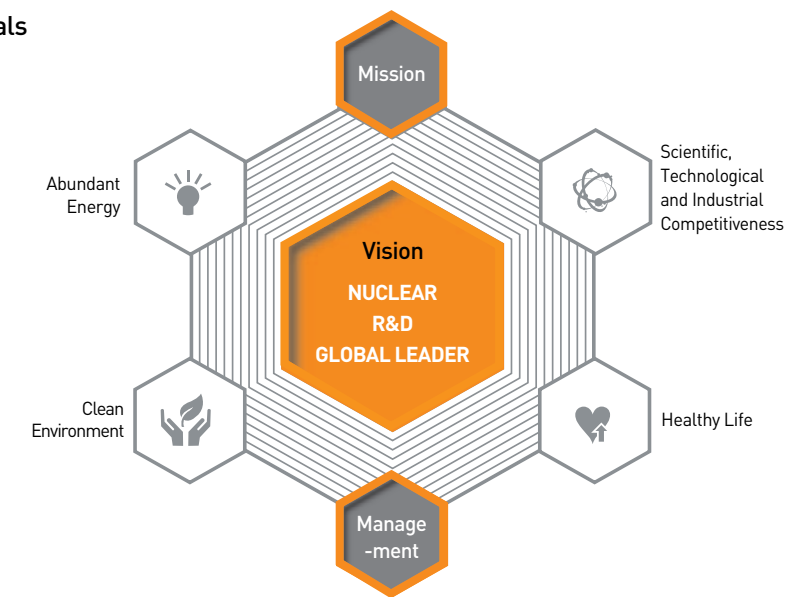 als
Mission
Abundant
Energy
Scientific,
Technological
and Industrial
Competitiveness
Vision
NUCLEAR
R&D
GLOBAL LEADER
Clean
Environment
Healthy Life
Manage
-ment